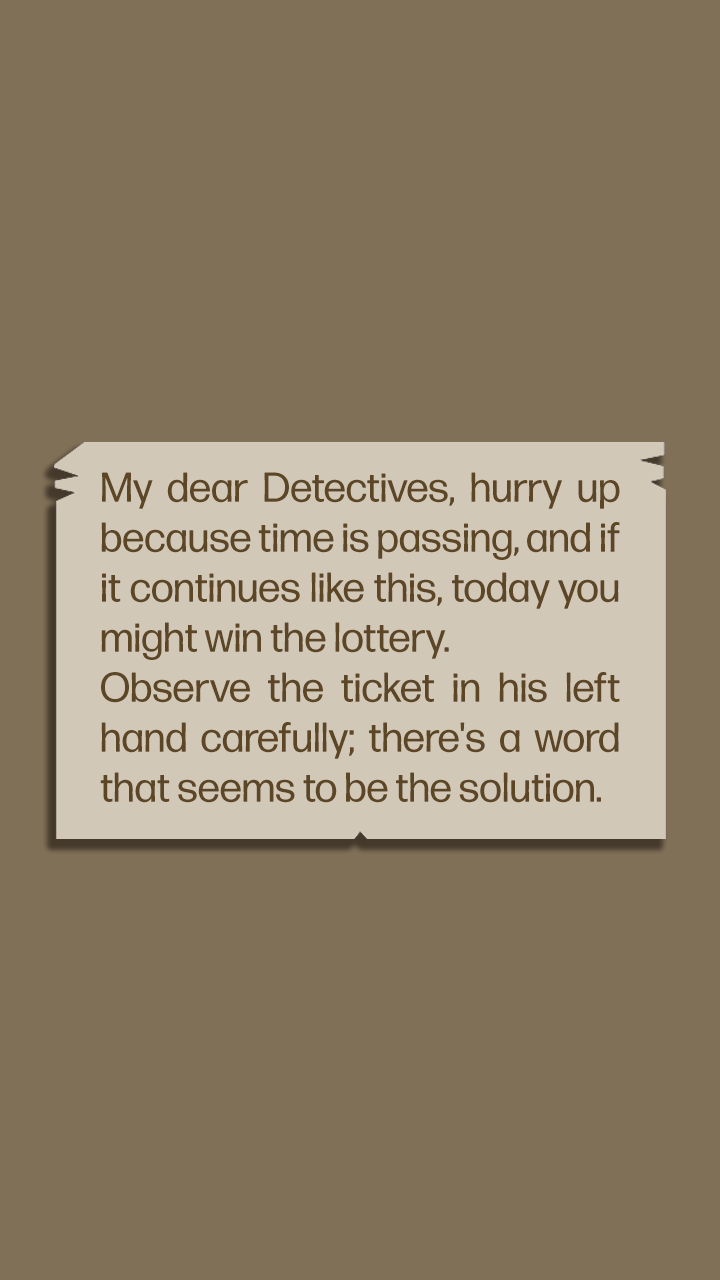 My dear Detectives, hurry up
because time is passing, and if
it continues like this, today you
might win the lottery.
Observe the ticket in his left
hand carefully; there's a word
that seems to be the solution.